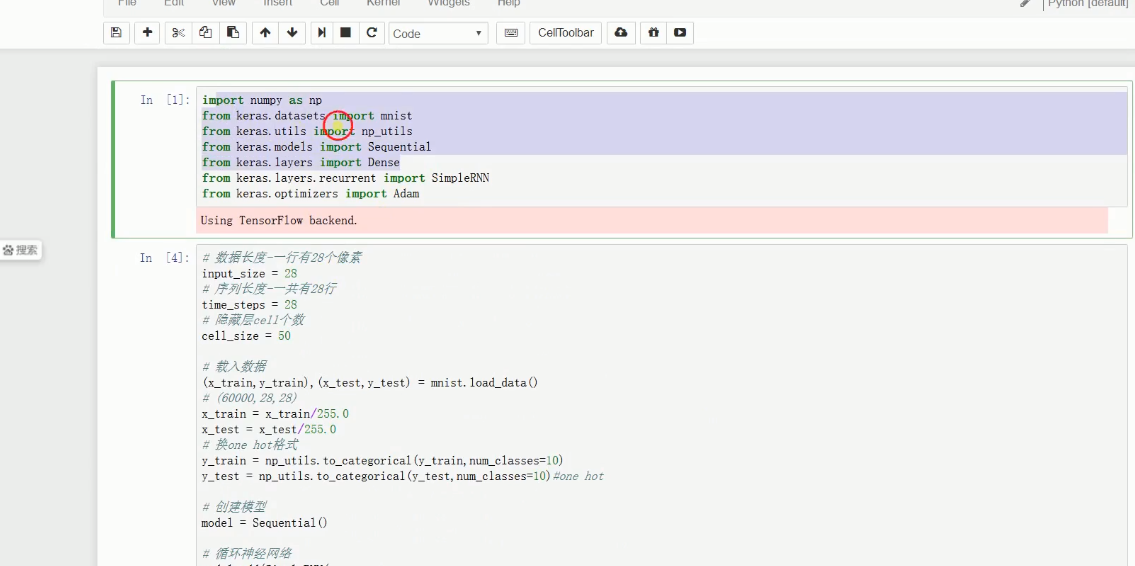 File Edit View Insert Cell Kernel Widgets Help Python [default]
Code CellToolbar
In [1]:
import numpy as np
from keras.datasets import mnist
from keras.utils import np_utils
from keras.models import Sequential
from keras.layers import Dense
from keras.layers.recurrent import SimpleRNN
from keras.optimizers import Adam
Using TensorFlow backend.
搜索
In [4]:
# 数据长度-一行有28个像素
input_size = 28
# 序列长度-一共有28行
time_steps = 28
# 隐藏层cell个数
cell_size = 50
# 载入数据
(x_train,y_train),(x_test,y_test) = mnist.load_data()
# (60000,28,28)
x_train = x_train/255.0
x_test = x_test/255.0
# 换one hot格式
y_train = np_utils.to_categorical(y_train,num_classes=10)
y_test = np_utils.to_categorical(y_test,num_classes=10)#one hot
# 创建模型
model = Sequential()
# 循环神经网络